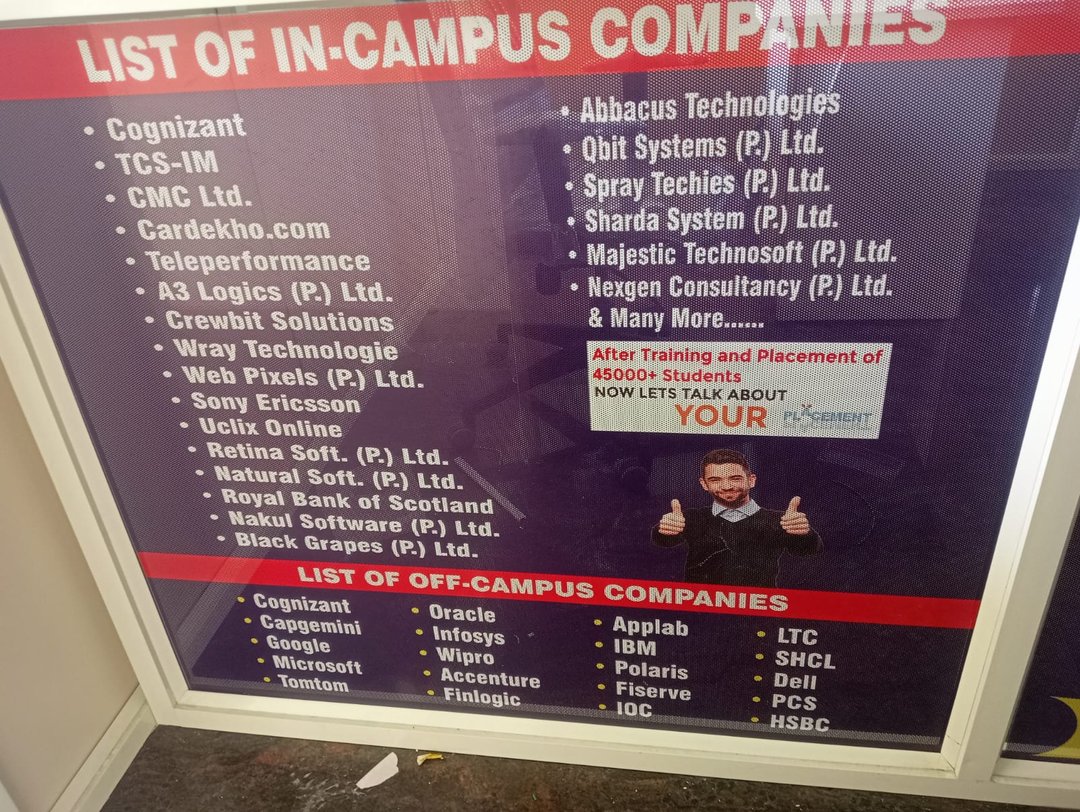 LIST OF IN-CAMPUS COMPANIES
• Cognizant
• TCS-IM
• CMC Ltd.
• Cardekho.com
• Teleperformance
• A3 Logics (P.) Ltd.
• Crewbit Solutions
• Wray Technologie
• Web Pixels (P.) Ltd.
• Sony Ericsson
• Uclix Online
• Retina Soft. (P.) Ltd.
• Natural Soft. (P.) Ltd.
• Royal Bank of Scotland
• Nakul Software (P.) Ltd.
• Black Grapes (P.) Ltd.
• Abbacus Technologies
• Qbit Systems (P.) Ltd.
• Spray Techies (P.) Ltd.
• Sharda System (P.) Ltd.
• Majestic Technosoft (P.) Ltd.
• Nexgen Consultancy (P.) Ltd.
& Many More......
After Training and Placement of
45000+ Students
NOW LETS TALK ABOUT
YOUR PLACEMENT
LIST OF OFF-CAMPUS COMPANIES
• Cognizant
• Capgemini
• Google
• Microsoft
• Tomtom
• Oracle
• Infosys
• Wipro
• Accenture
• Finlogic
• Applab
• IBM
• Polaris
• Fiserve
• IOC
• LTC
• SHCL
• Dell
• PCS
• HSBC